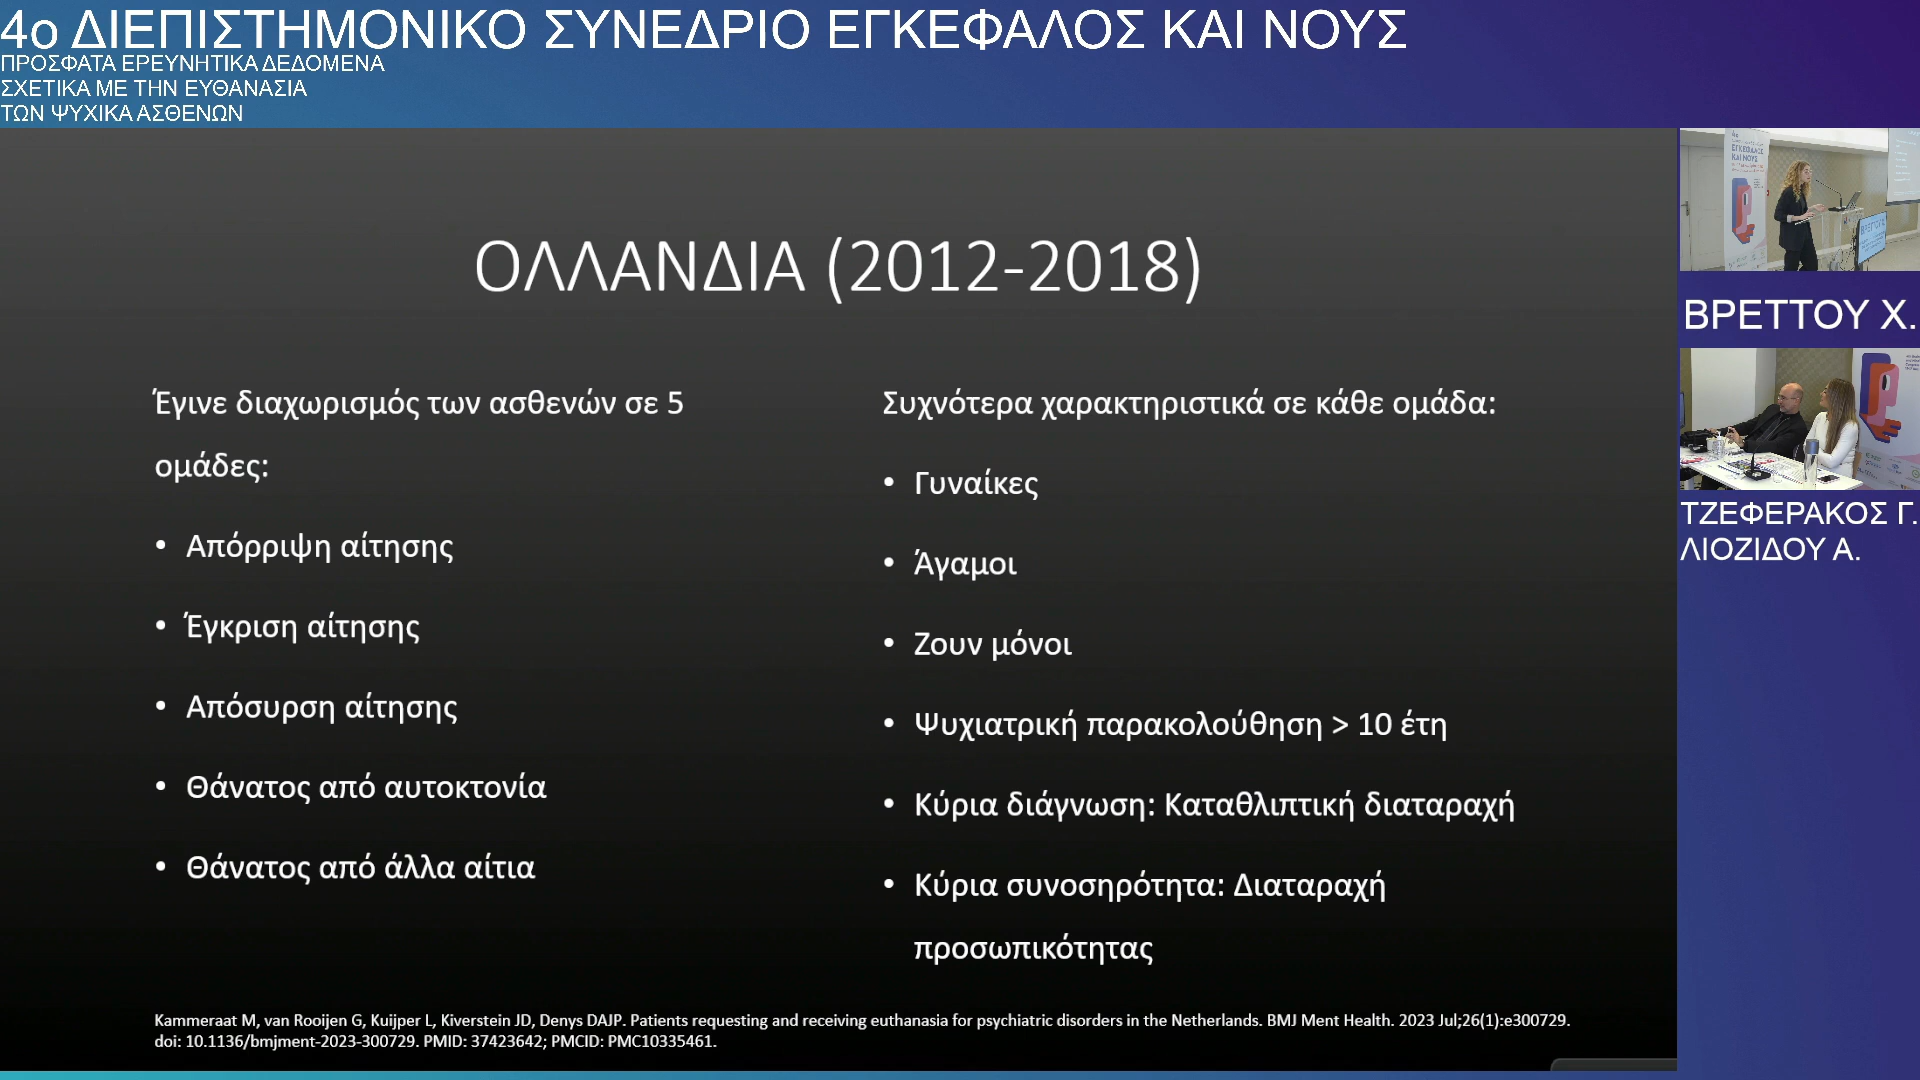 4ο ΔΙΕΠΙΣΤΗΜΟΝΙΚΟ ΣΥΝΕΔΡΙΟ ΕΓΚΕΦΑΛΟΣ ΚΑΙ ΝΟΥΣ
ΠΡΟΣΦΑΤΑ ΕΡΕΥΝΗΤΙΚΑ ΔΕΔΟΜΕΝΑ
ΣΧΕΤΙΚΑ ΜΕ ΤΗΝ ΕΥΘΑΝΑΣΙΑ
ΤΩΝ ΨΥΧΙΚΑ ΑΣΘΕΝΩΝ
ΟΛΛΑΝΔΙΑ (2012-2018)
Έγινε διαχωρισμός των ασθενών σε 5
ομάδες:
• Απόρριψη αίτησης
• Έγκριση αίτησης
• Απόσυρση αίτησης
• Θάνατος από αυτοκτονία
• Θάνατος από άλλα αίτια
Συχνότερα χαρακτηριστικά σε κάθε ομάδα:
• Γυναίκες
• Άγαμοι
• Ζουν μόνοι
• Ψυχιατρική παρακολούθηση > 10 έτη
• Κύρια διάγνωση: Καταθλιπτική διαταραχή
• Κύρια συνοσηρότητα: Διαταραχή
προσωπικότητας
Kammeraat M, van Rooijen G, Kuijper L, Kiverstein JD, Denys DAJP. Patients requesting and receiving euthanasia for psychiatric disorders in the Netherlands. BMJ Ment Health. 2023 Jul;26(1):e300729.
doi: 10.1136/bmjment-2023-300729. PMID: 37423642; PMCID: PMC10335461.
ΕΓΚΕΦΑΛΟΣ
ΚΑΙ ΝΟΥΣ
ΒΡΕΤΤΟΥ Χ.
ΤΖΕΦΕΡΑΚΟΣ Γ.
ΛΙΟΖΙΔΟΥ Α.